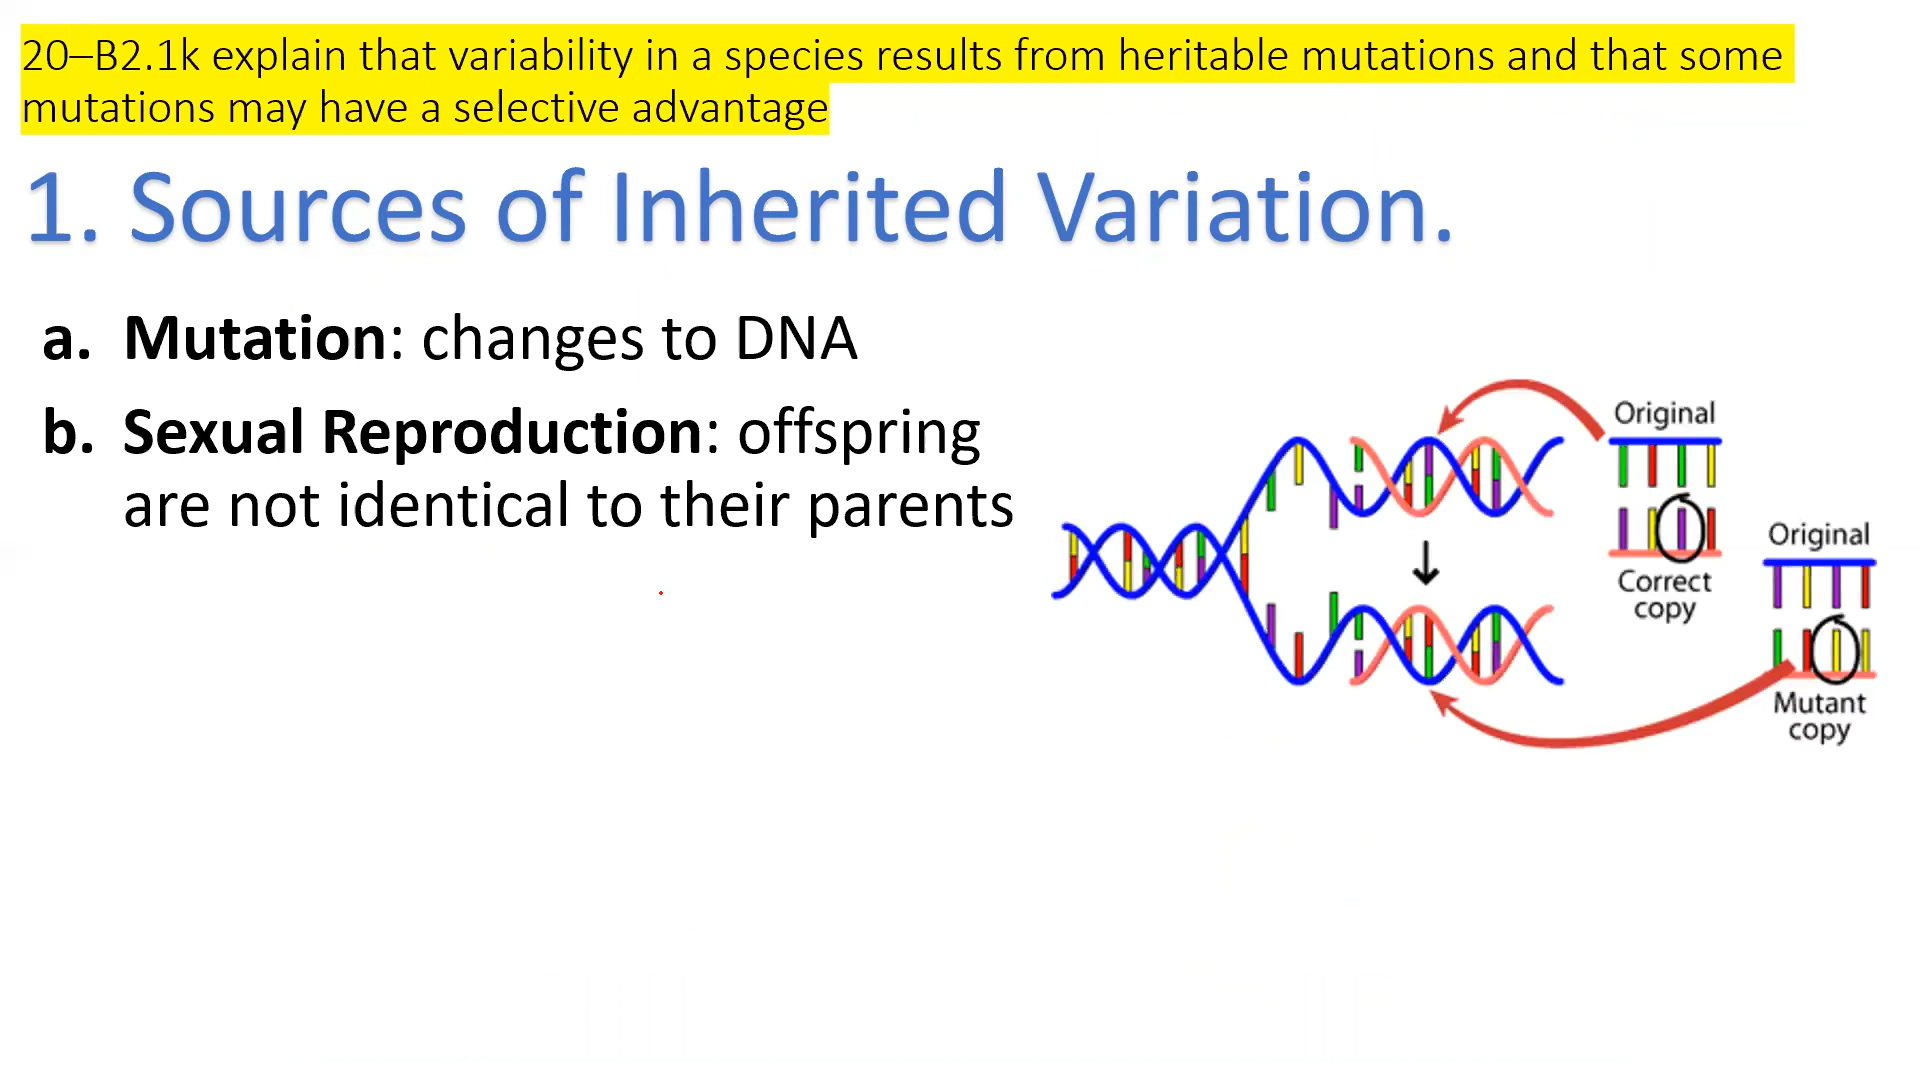 20–B2.1k explain that variability in a species results from heritable mutations and that some
mutations may have a selective advantage
1. Sources of Inherited Variation.
a. Mutation: changes to DNA
b. Sexual Reproduction: offspring
are not identical to their parents
Original
Correct
copy
Original
Mutant
copy